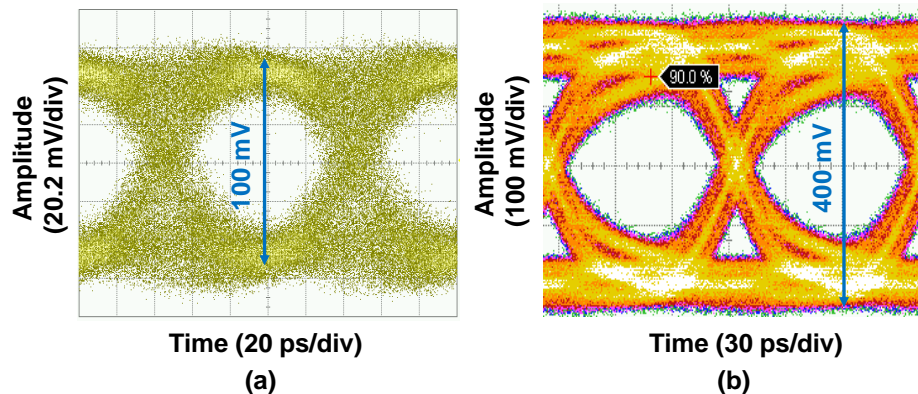 Amplitude
(20.2 mV/div)
100 mV
Time (20 ps/div)
(a)
Amplitude
(100 mV/div)
90.0 %
400 mV
Time (30 ps/div)
(b)